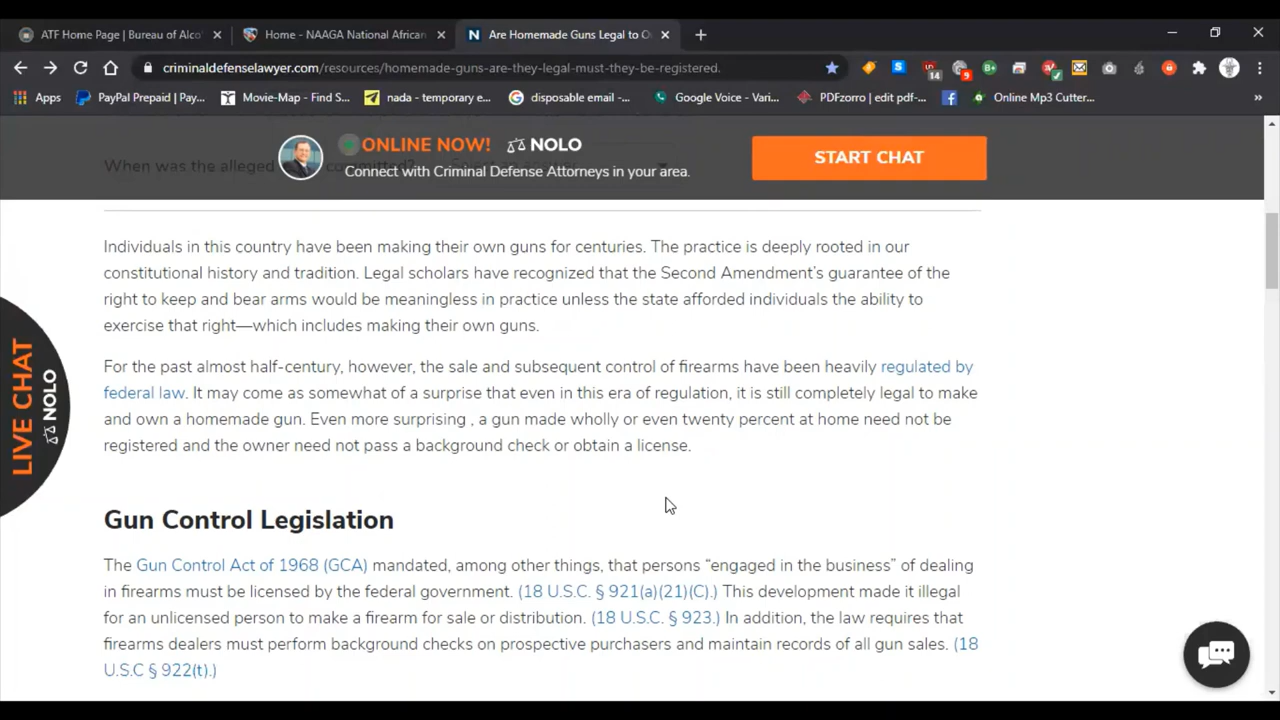 ATF Home Page | Bureau of Alco
Home - NAAGA National African
Are Homemade Guns Legal to O
criminaldefenselawyer.com/resources/homemade-guns-are-they-legal-must-they-be-registered.
14
9
Apps
PayPal Prepaid | Pay...
Movie-Map - Find S...
nada - temporary e...
disposable email -...
Google Voice - Vari...
PDFzorro | edit pdf-...
Online Mp3 Cutter...
»
ONLINE NOW! NOLO
Connect with Criminal Defense Attorneys in your area.
START CHAT
When was the alleged committed? Select an answer
Individuals in this country have been making their own guns for centuries. The practice is deeply rooted in our
constitutional history and tradition. Legal scholars have recognized that the Second Amendment's guarantee of the
right to keep and bear arms would be meaningless in practice unless the state afforded individuals the ability to
exercise that right—which includes making their own guns.
For the past almost half-century, however, the sale and subsequent control of firearms have been heavily regulated by
federal law. It may come as somewhat of a surprise that even in this era of regulation, it is still completely legal to make
and own a homemade gun. Even more surprising , a gun made wholly or even twenty percent at home need not be
registered and the owner need not pass a background check or obtain a license.
LIVE CHAT
NOLO
Gun Control Legislation
The Gun Control Act of 1968 (GCA) mandated, among other things, that persons “engaged in the business” of dealing
in firearms must be licensed by the federal government. (18 U.S.C. § 921(a)(21)(C).) This development made it illegal
for an unlicensed person to make a firearm for sale or distribution. (18 U.S.C. § 923.) In addition, the law requires that
firearms dealers must perform background checks on prospective purchasers and maintain records of all gun sales. (18
U.S.C § 922(t).)